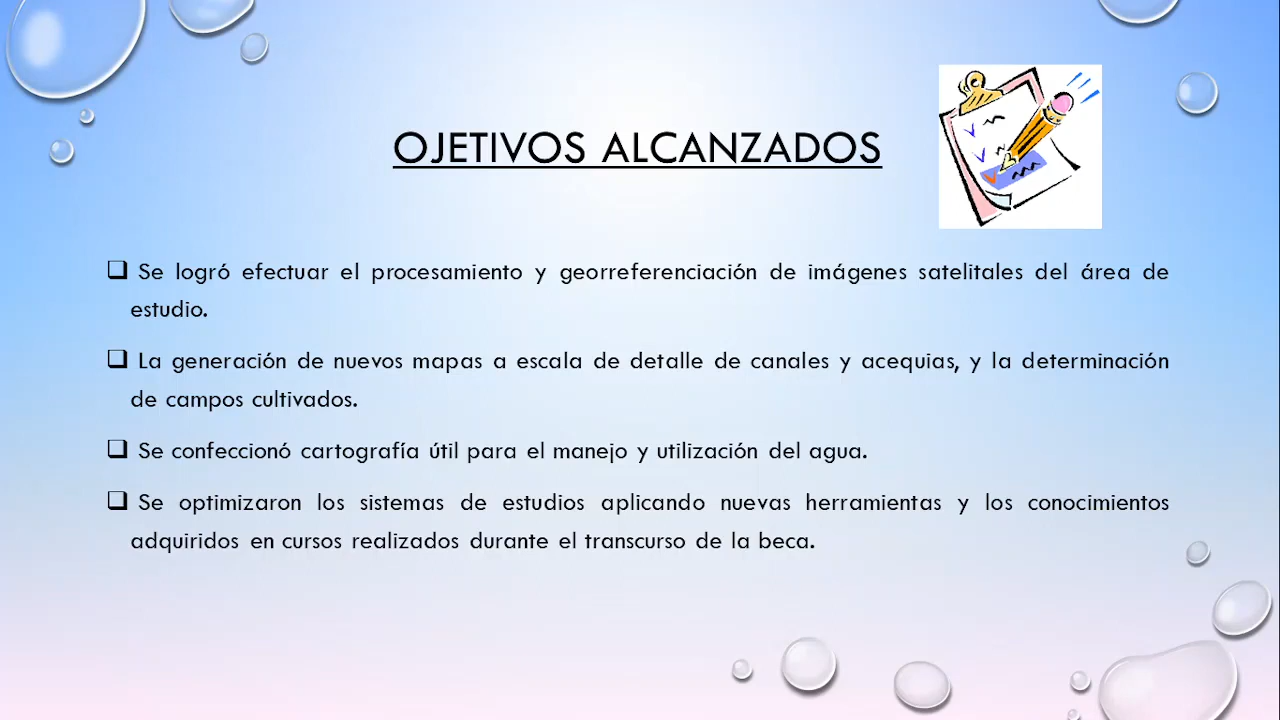 OJETIVOS ALCANZADOS
Se logró efectuar el procesamiento y georreferenciación de imágenes satelitales del área de
estudio.
La generación de nuevos mapas a escala de detalle de canales y acequias, y la determinación
de campos cultivados.
Se confeccionó cartografía útil para el manejo y utilización del agua.
Se optimizaron los sistemas de estudios aplicando nuevas herramientas y los conocimientos
adquiridos en cursos realizados durante el transcurso de la beca.